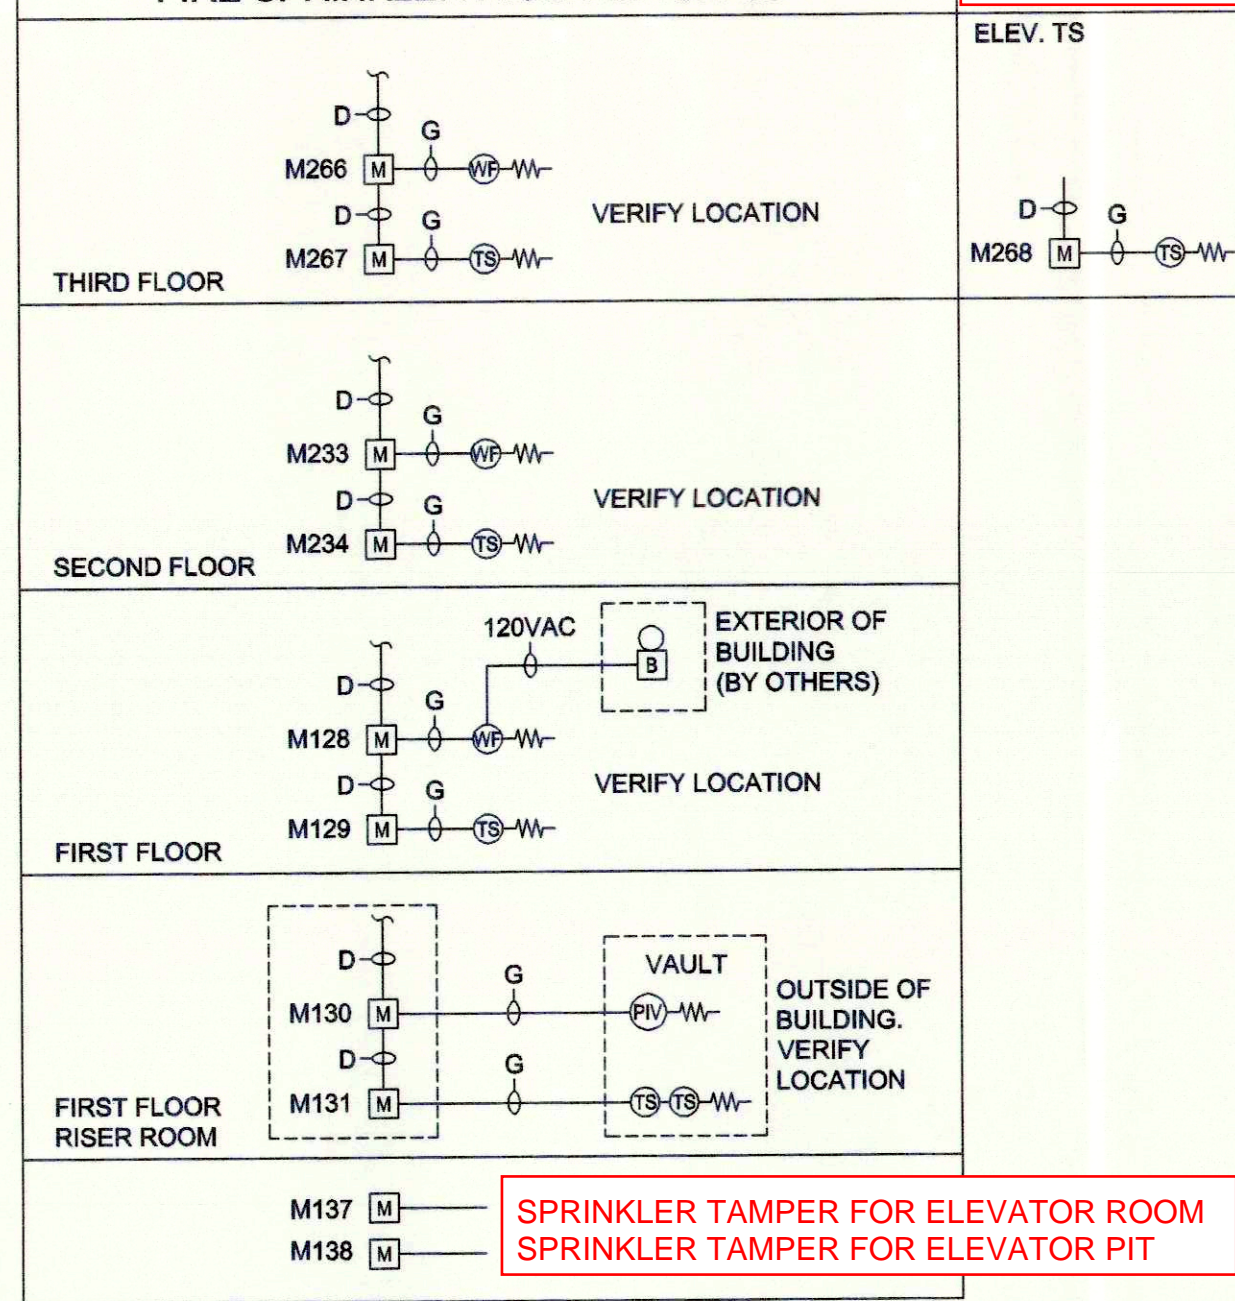 ELEV. TS
D
G
M266 M WF
D
G
VERIFY LOCATION
M267 M TS
THIRD FLOOR
D
G
M268 M TS
D
G
M233 M WF
D
G
VERIFY LOCATION
M234 M TS
SECOND FLOOR
120VAC
B
EXTERIOR OF
BUILDING
(BY OTHERS)
D
G
M128 M WF
D
G
VERIFY LOCATION
M129 M TS
FIRST FLOOR
D
G
VAULT
M130 M PIV
D
G
M131 M TS TS
OUTSIDE OF
BUILDING.
VERIFY
LOCATION
FIRST FLOOR
RISER ROOM
M137 M
SPRINKLER TAMPER FOR ELEVATOR ROOM
M138 M
SPRINKLER TAMPER FOR ELEVATOR PIT